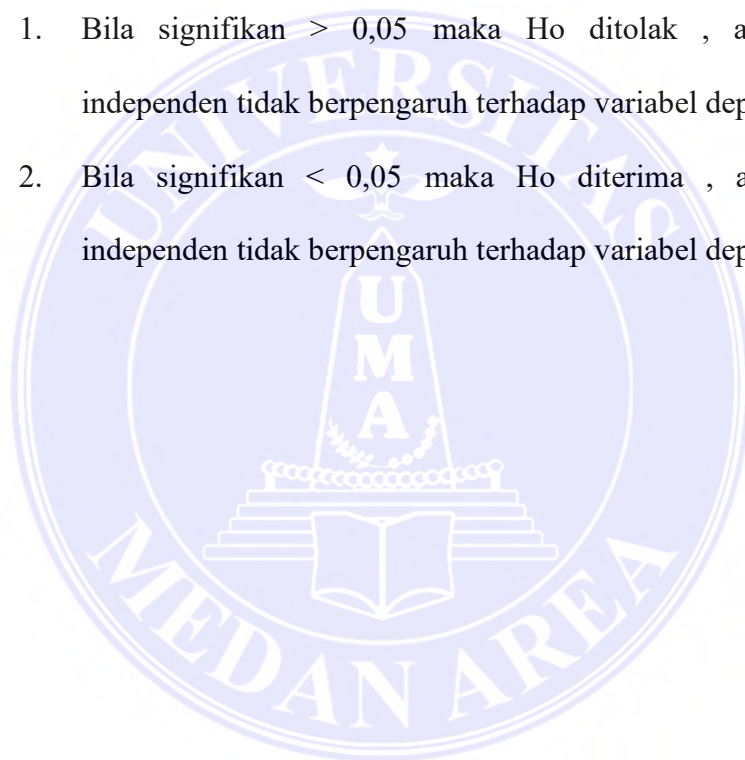 1. Bila signifikan > 0,05 maka Ho ditolak , a
independen tidak berpengaruh terhadap variabel dep
2. Bila signifikan < 0,05 maka Ho diterima , a
independen tidak berpengaruh terhadap variabel dep
UNIVERSITAS
UMA
MEDAN AREA